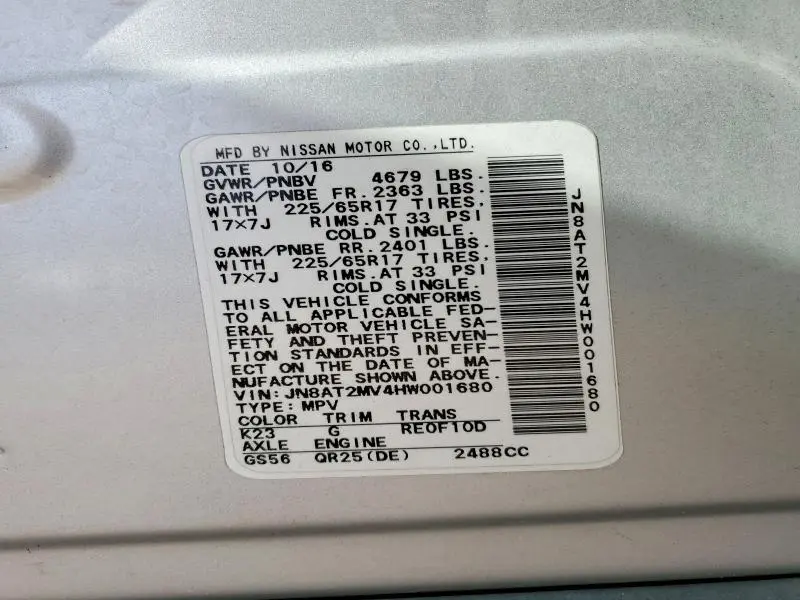 MFD BY NISSAN MOTOR CO.,LTD.
DATE 10/16
GVWR/PNBV 4679 LBS.
GAWR/PNBE FR. 2363 LBS.
WITH 225/65R17 TIRES,
17×7J RIMS.AT 33 PSI
COLD SINGLE.
GAWR/PNBE RR. 2401 LBS.
WITH 225/65R17 TIRES,
17×7J RIMS.AT 33 PSI
COLD SINGLE.
THIS VEHICLE CONFORMS
TO ALL APPLICABLE FED-
ERAL MOTOR VEHICLE SA-
FETY AND THEFT PREVEN-
TION STANDARDS IN EFF-
ECT ON THE DATE OF MA-
NUFACTURE SHOWN ABOVE.
VIN:JN8AT2MV4HW001680
TYPE:MPV
COLOR TRIM TRANS
K23 G RE0F10D
AXLE ENGINE
GS56 QR25(DE) 2488CC
JN8AT2MV4HW001680